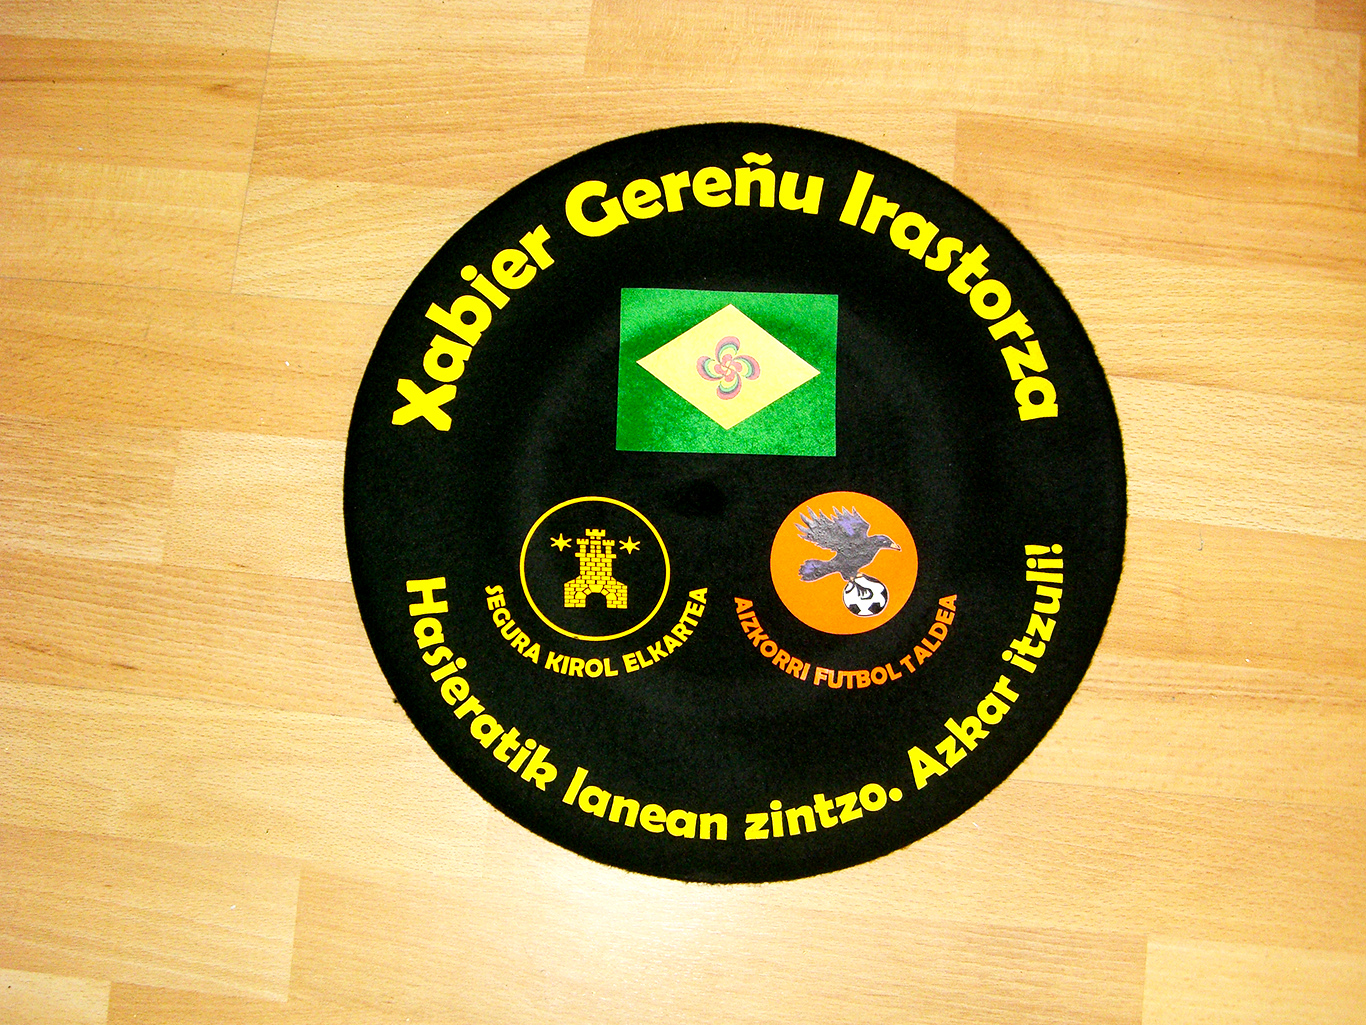 Xabier Gereñu Irastorza
SEGURA KIROL ELKARTEA
AIZKORRI FUTBOL TALDEA
Hasieratik lanean zintzo. Azkar itzuli!